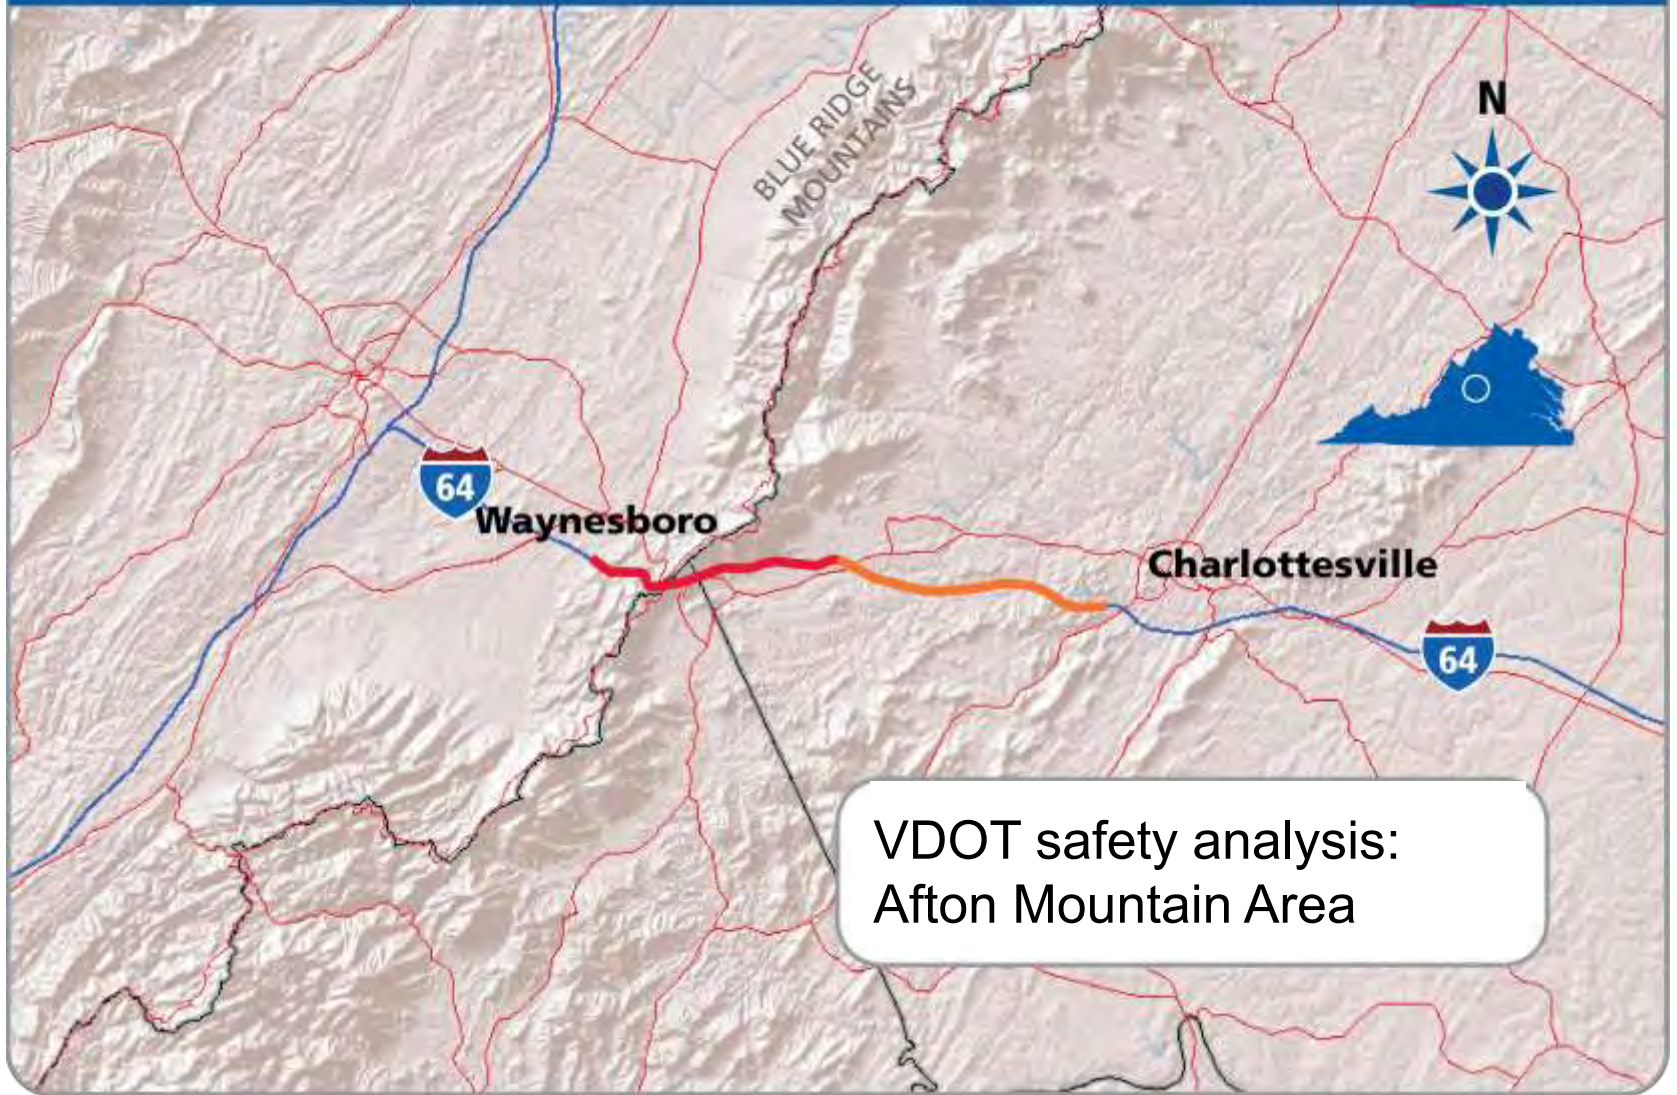 BLUE RIDGE
MOUNTAINS
N
64
Waynesboro
Charlottesville
64
VDOT safety analysis:
Afton Mountain Area